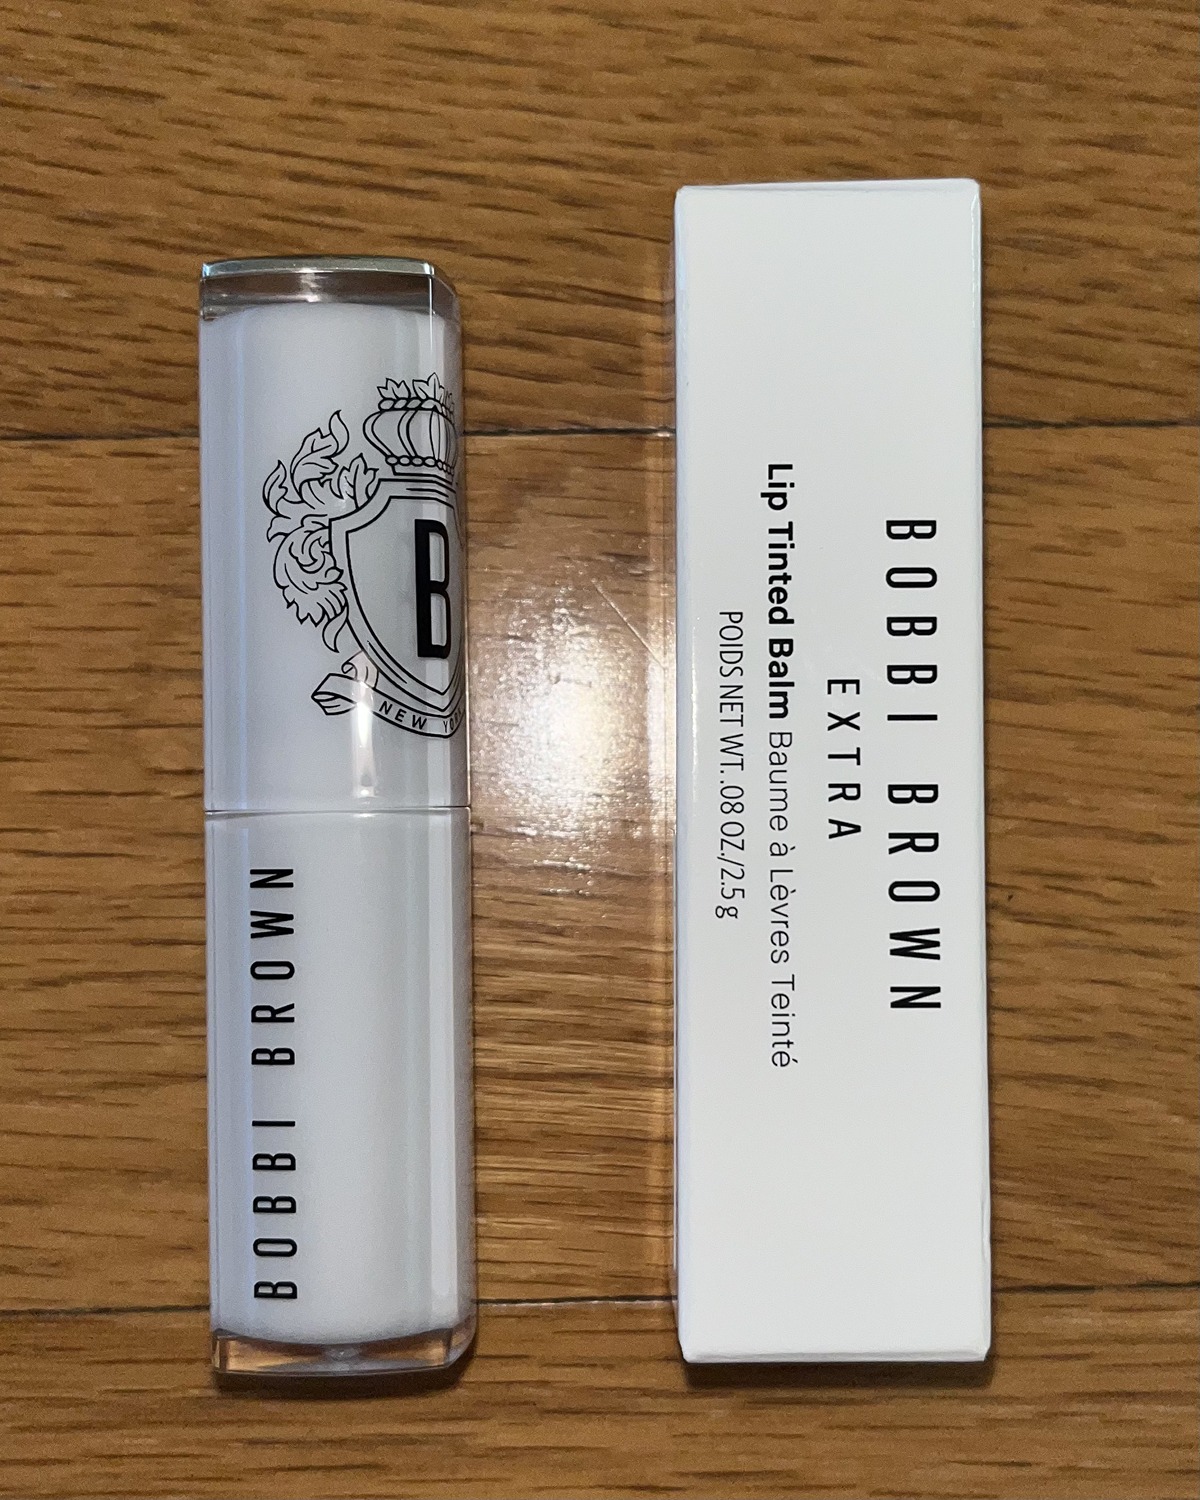 B
NEW YORK
BOBBI BROWN
BOBBI BROWN
EXTRA
Lip Tinted Balm Baume à Lèvres Teinté
POIDS NET WT. .08 OZ./2.5 g